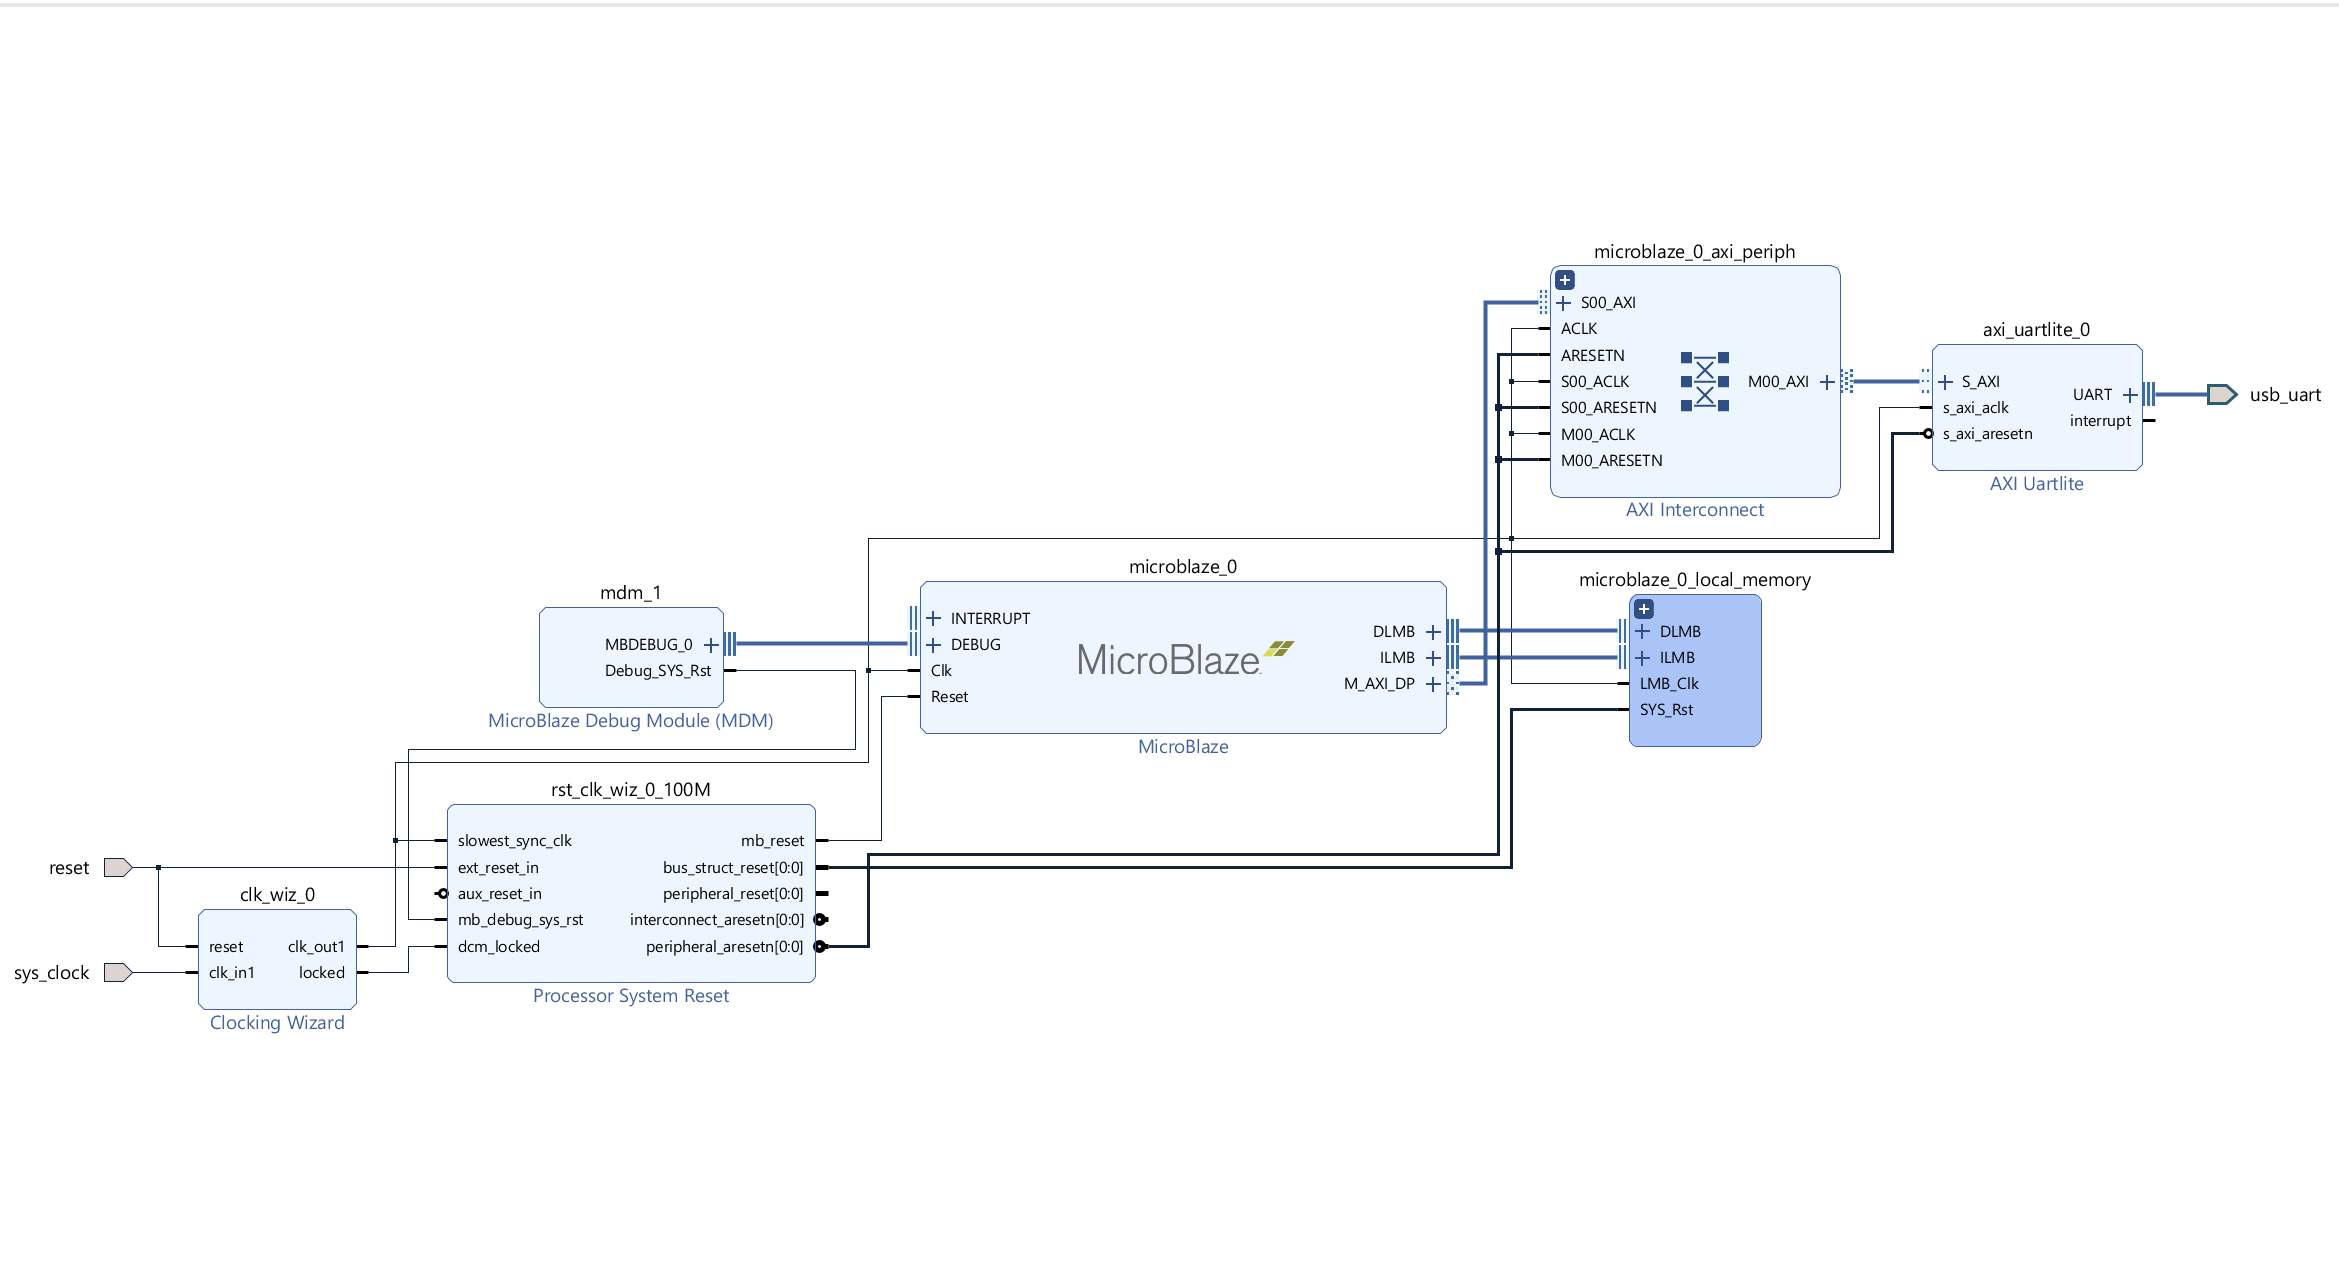 microblaze_0_axi_periph
S00_AXI
ACLK
ARESETN
S00_ACLK
S00_ARESETN
M00_ACLK
M00_ARESETN
M00_AXI
AXI Interconnect
axi_uartlite_0
S_AXI
s_axi_aclk
s_axi_aresetn
UART
interrupt
AXI Uartlite
usb_uart
microblaze_0
INTERRUPT
DEBUG
Clk
Reset
MicroBlaze
DLMB
ILMB
M_AXI_DP
MicroBlaze
microblaze_0_local_memory
DLMB
ILMB
LMB_Clk
SYS_Rst
mdm_1
MBDEBUG_0
Debug_SYS_Rst
MicroBlaze Debug Module (MDM)
rst_clk_wiz_0_100M
slowest_sync_clk
ext_reset_in
aux_reset_in
mb_debug_sys_rst
dcm_locked
mb_reset
bus_struct_reset[0:0]
peripheral_reset[0:0]
interconnect_aresetn[0:0]
peripheral_aresetn[0:0]
Processor System Reset
reset
sys_clock
clk_wiz_0
reset
clk_in1
clk_out1
locked
Clocking Wizard